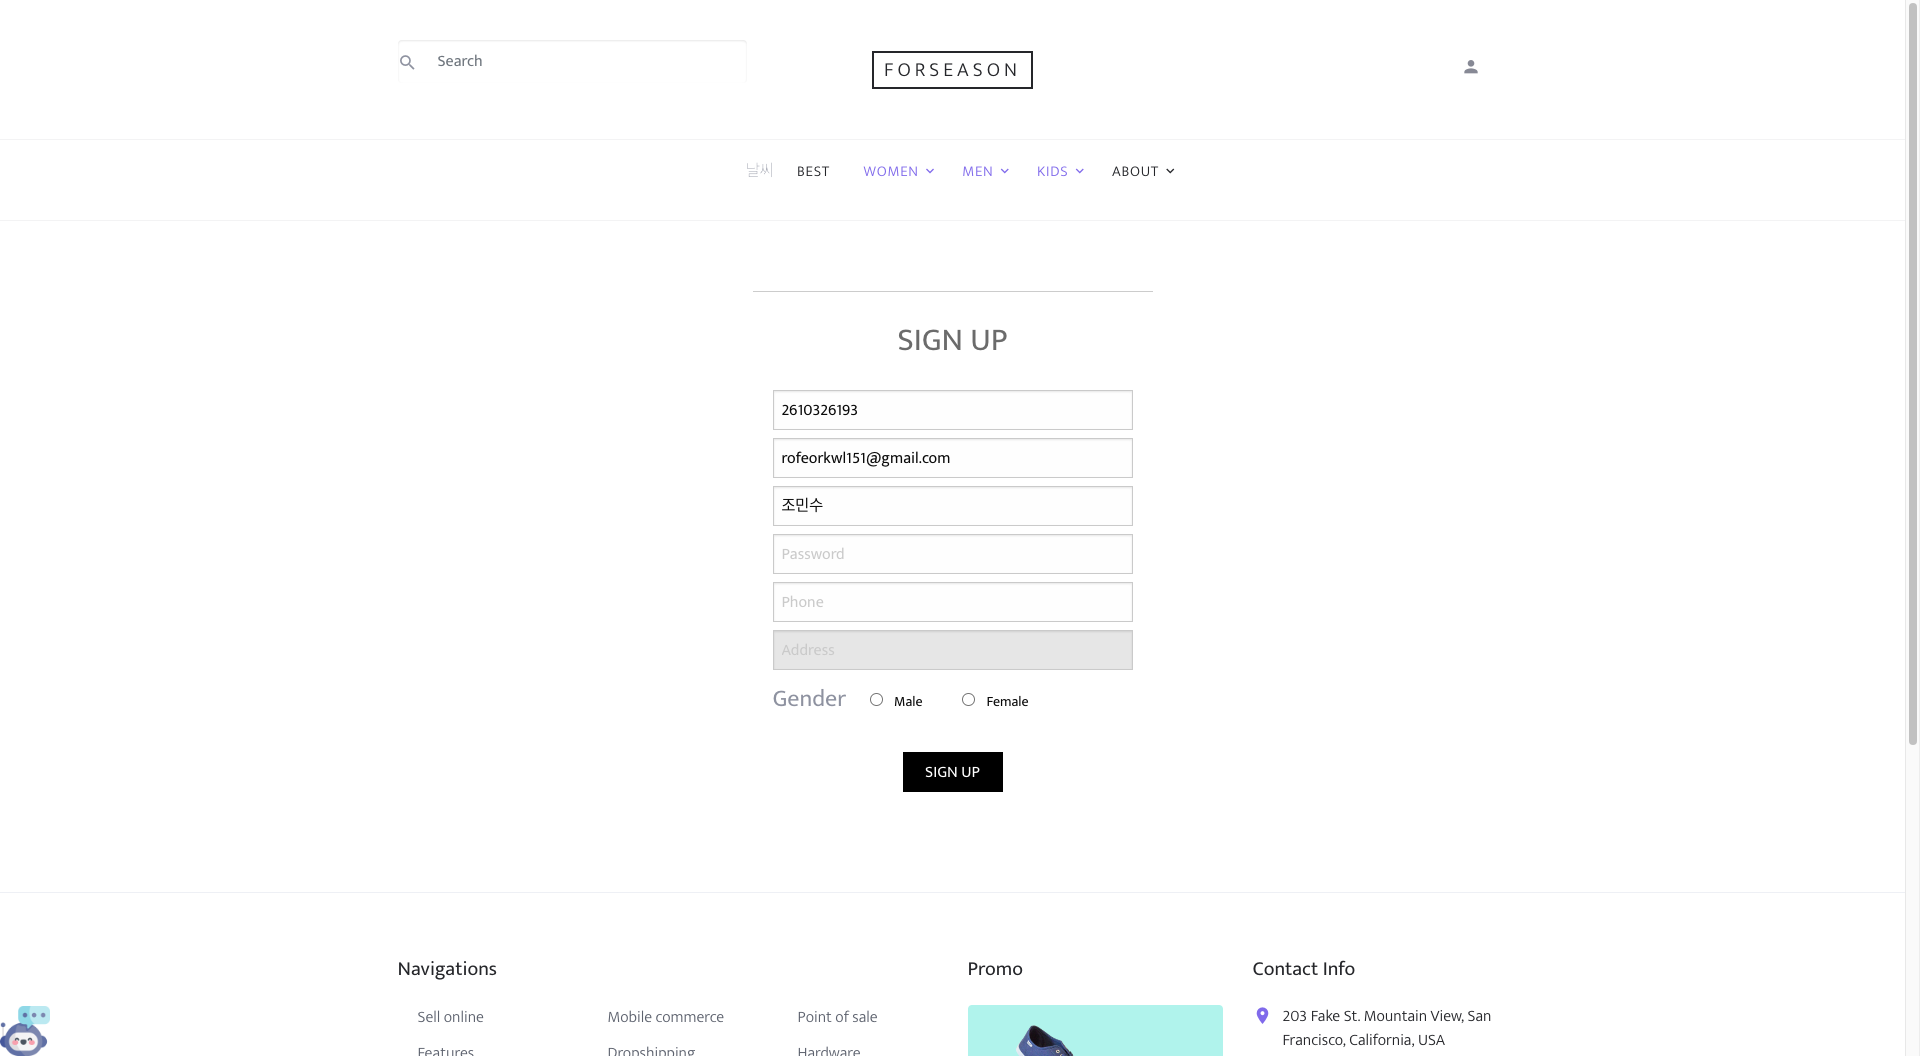 Search
FORSEASON
날씨 BEST WOMEN MEN KIDS ABOUT
SIGN UP
2610326193
rofeorkwl151@gmail.com
조민수
Password
Phone
Address
Gender Male Female
SIGN UP
Navigations
Sell online
Features
Mobile commerce
Dropshipping
Point of sale
Hardware
Promo
Contact Info
203 Fake St. Mountain View, San
Francisco, California, USA